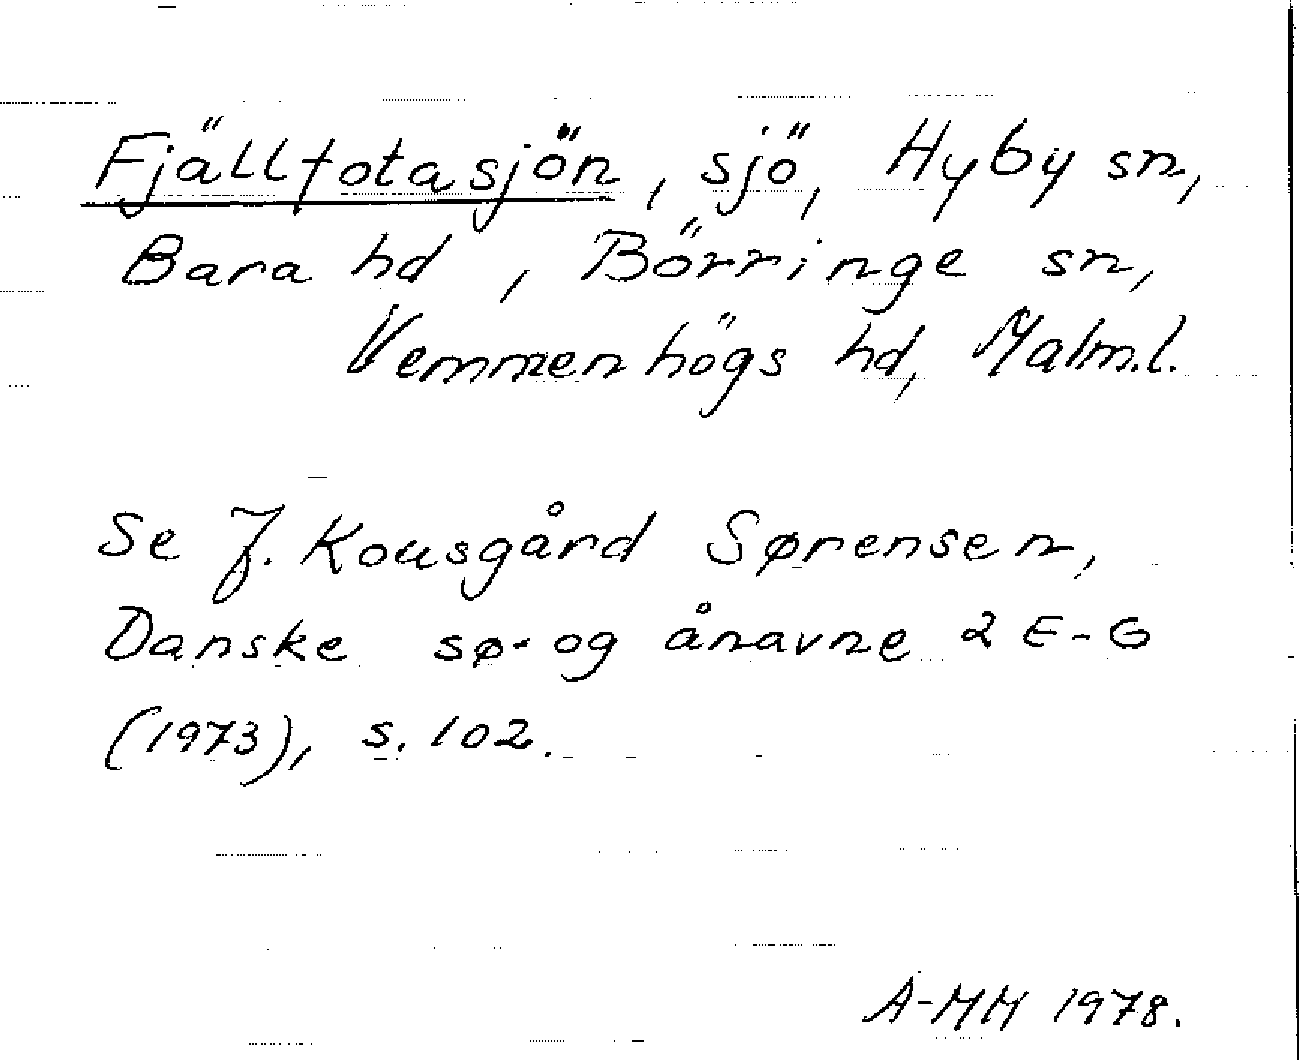 Fjällfotasjön, sjö, Hyby sn,
Bara hd, Börringe sn,
Vemmenhögs hd, Malm.l.
Se J. Kousgård Sørensen,
Danske sø- og ånavne 2 E-G
(1973), s. 102.
A-MH 1978.